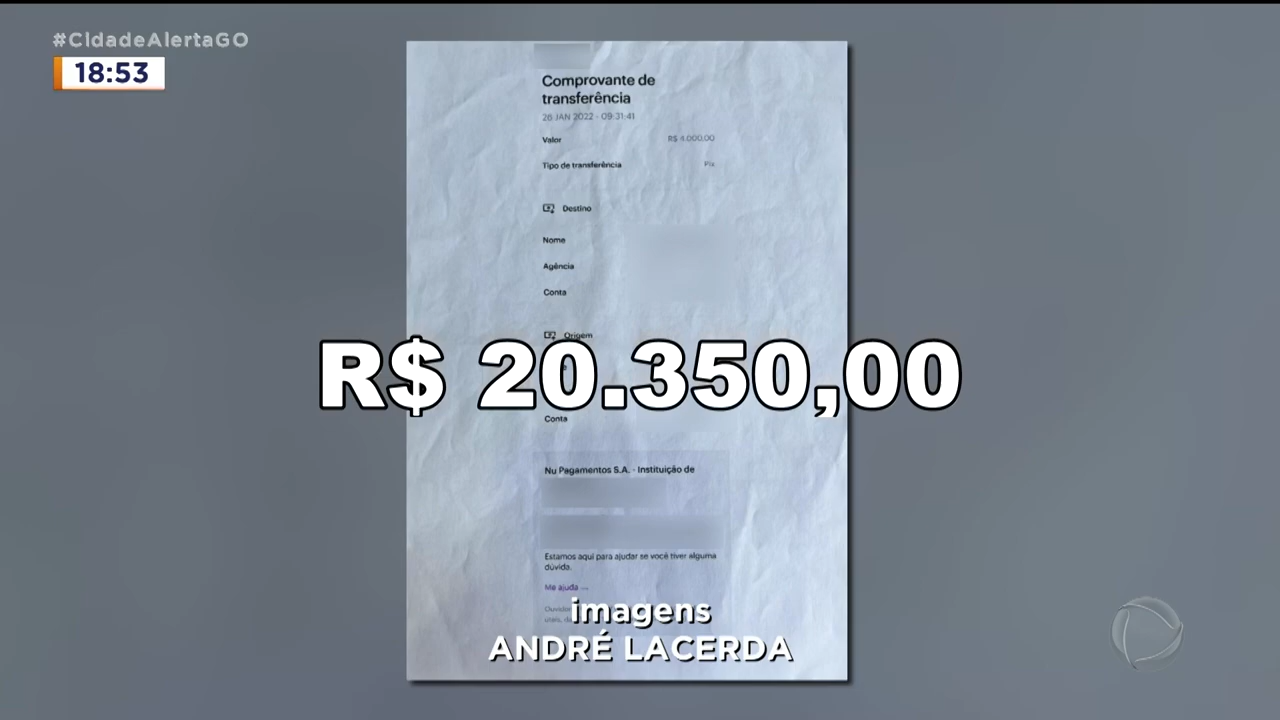 #CidadeAlertaGO
18:53
Comprovante de
transferência
26 JAN 2022 - 09:31:41
Valor R$ 4.000,00
Tipo de transferência Pix
Destino
Nome
Agência
Conta
Origem
R$ 20.350,00
Conta
Nu Pagamentos S.A. - Instituição de
Estamos aqui para ajudar se você tiver alguma
dúvida.
Me ajuda
imagens
ANDRÉ LACERDA